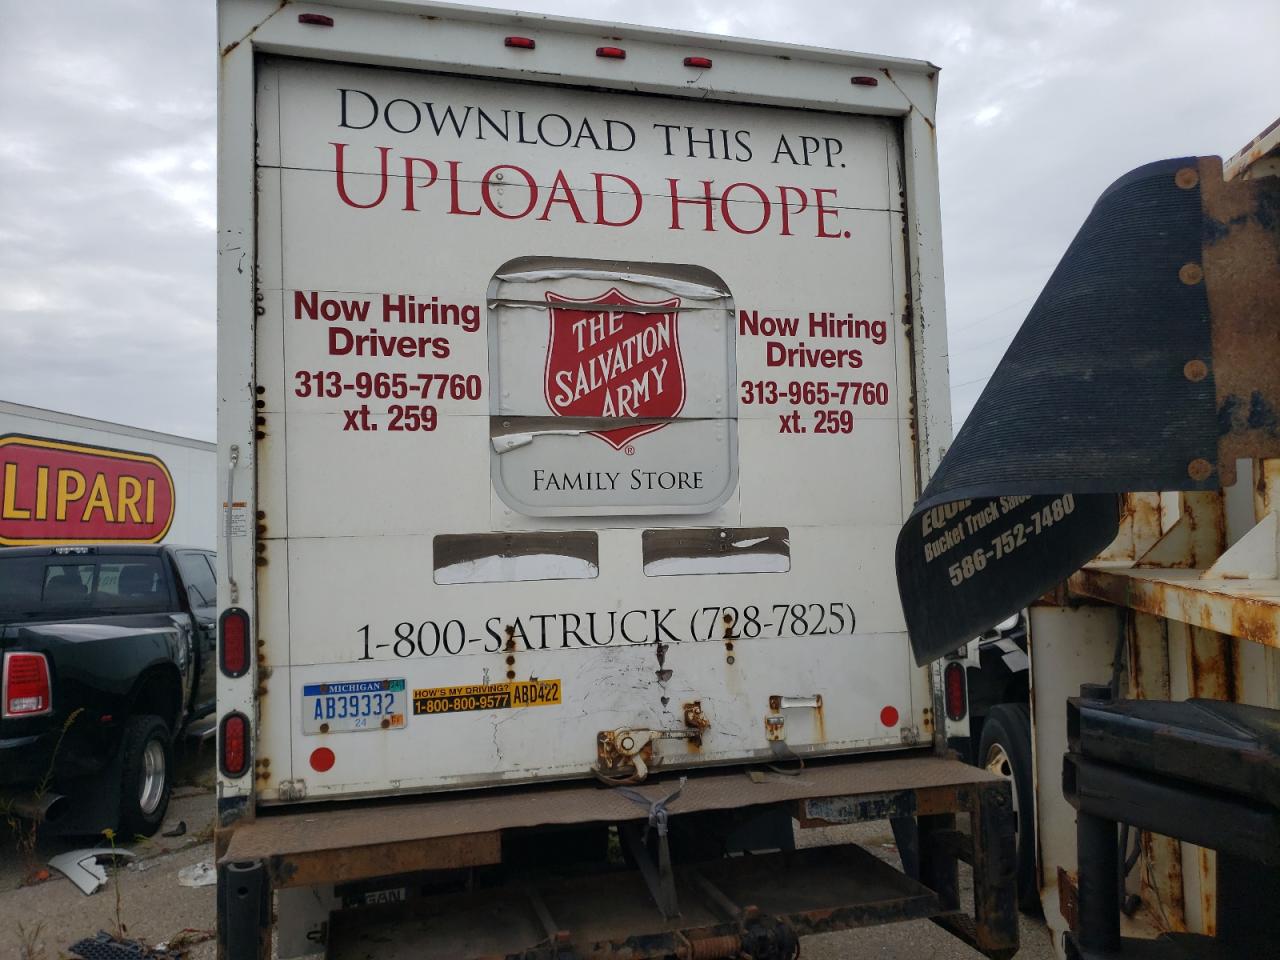 DOWNLOAD THIS APP.
UPLOAD HOPE.
Now Hiring
Drivers
313-965-7760
xt. 259
THE
SALVATION
ARMY
®
FAMILY STORE
Now Hiring
Drivers
313-965-7760
xt. 259
1-800-SATRUCK (728-7825)
MICHIGAN
AB39332
24
HOW'S MY DRIVING?
1-800-800-9577
ABD422
LIPARI
Bucket Truck
586-752-7480